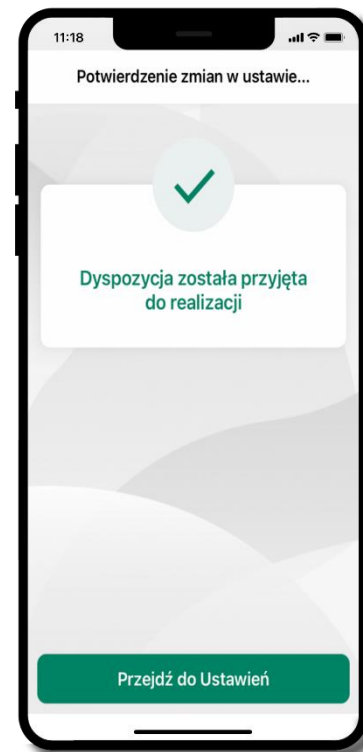 11:18
Potwierdzenie zmian w ustawie...
Dyspozycja została przyjęta
do realizacji
Przejdź do Ustawień